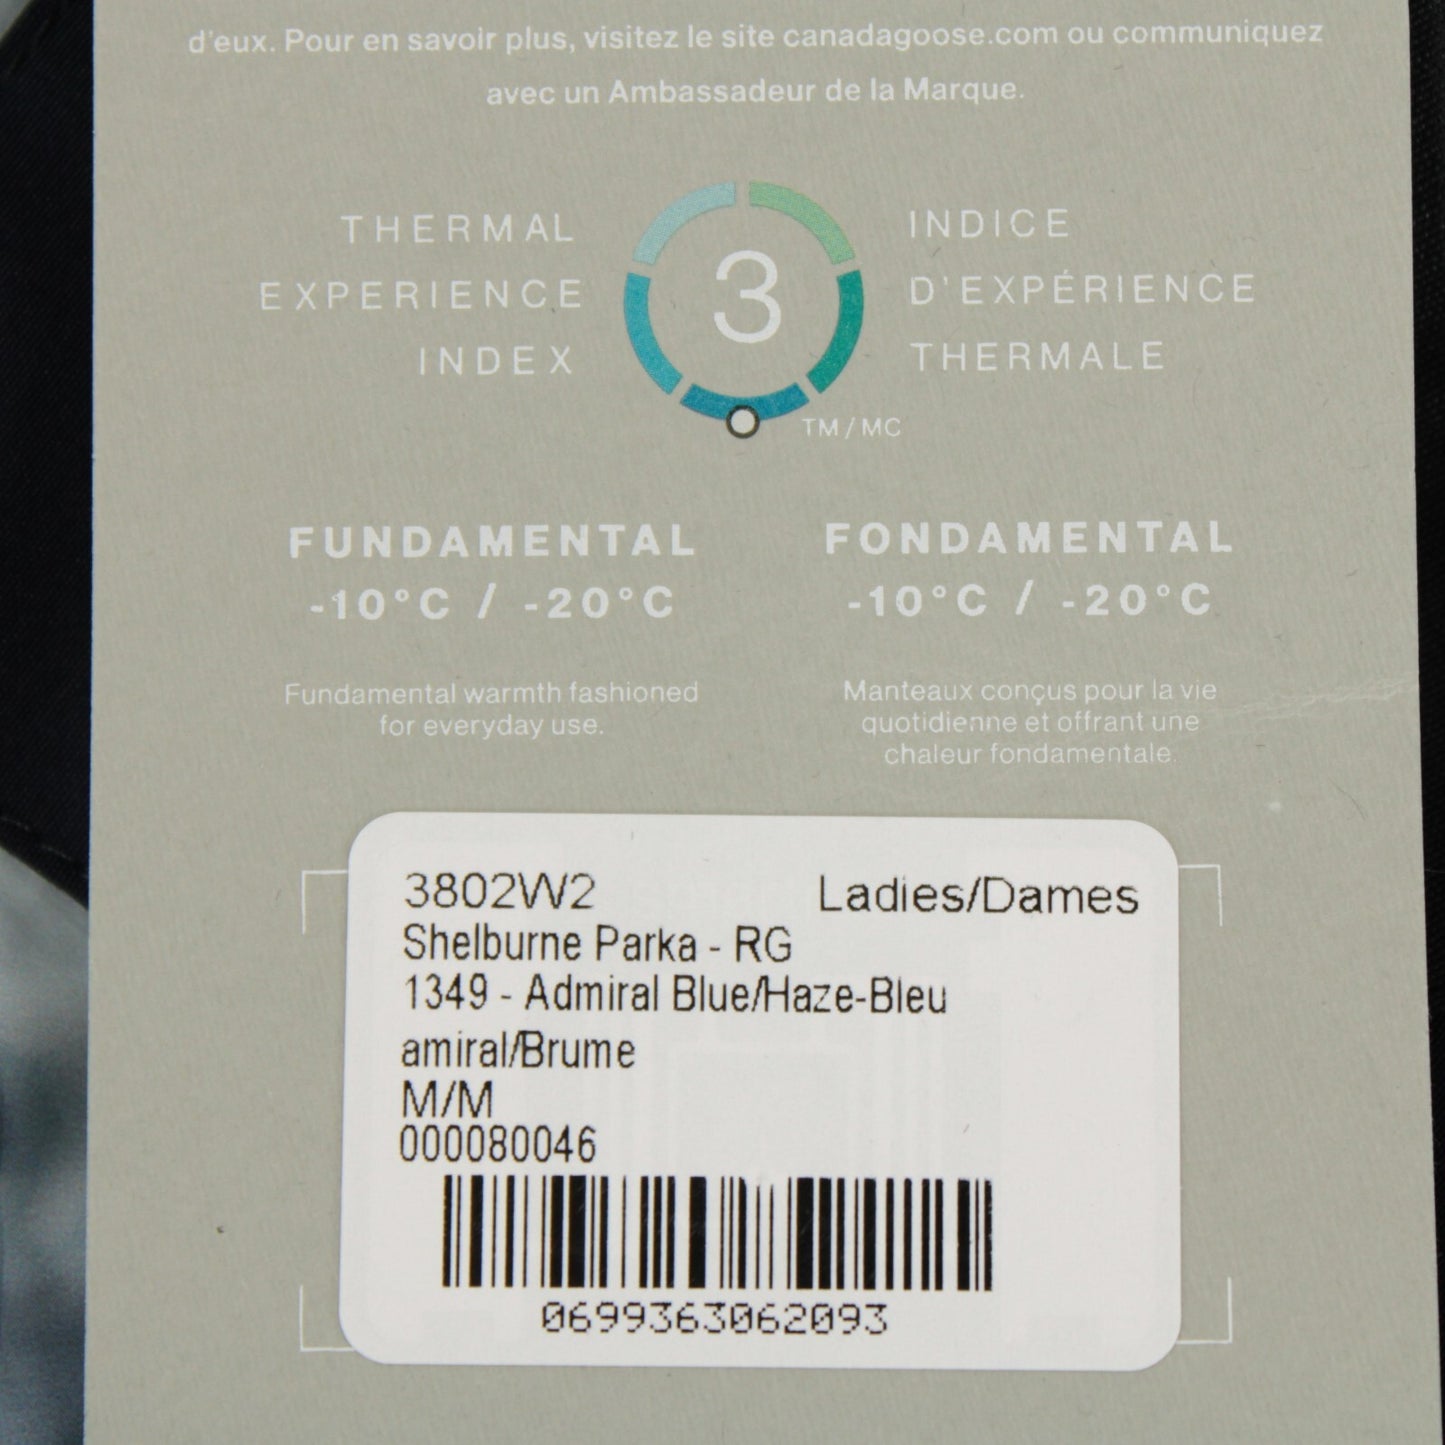 d'eux. Pour en savoir plus, visitez le site canadagoose.com ou communiquez
avec un Ambassadeur de la Marque.
THERMAL
EXPERIENCE
INDEX
3
TM/MC
INDICE
D'EXPÉRIENCE
THERMALE
FUNDAMENTAL
-10°C / -20°C
Fundamental warmth fashioned
for everyday use.
FONDAMENTAL
-10°C / -20°C
Manteaux conçus pour la vie
quotidienne et offrant une
chaleur fondamentale.
3802W2 Ladies/Dames
Shelburne Parka - RG
1349 - Admiral Blue/Haze-Bleu
amiral/Brume
M/M
000080046
0699363062093